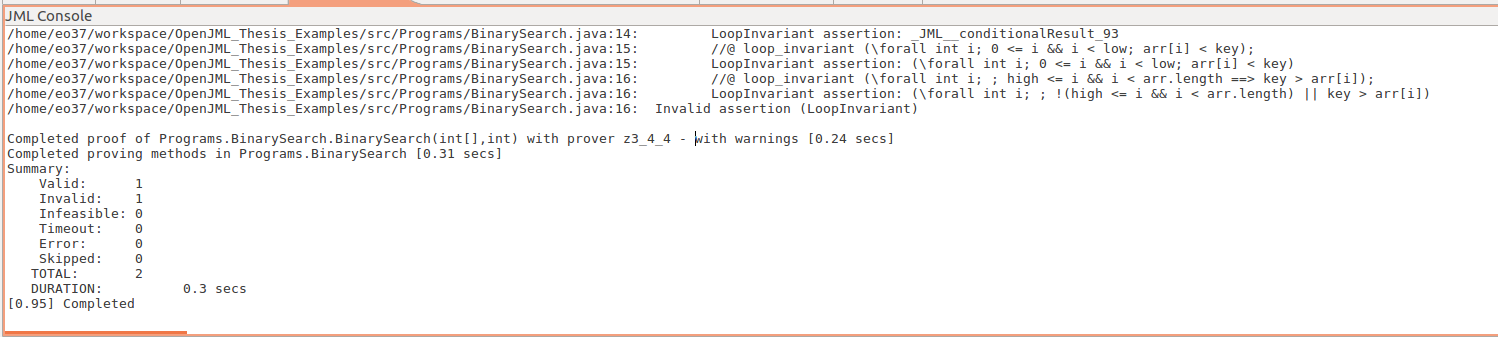 JML Console
/home/eo37/workspace/OpenJML_Thesis_Examples/src/Programs/BinarySearch.java:14:        LoopInvariant assertion: _JML__conditionalResult_93
/home/eo37/workspace/OpenJML_Thesis_Examples/src/Programs/BinarySearch.java:15:        //@ loop_invariant (\forall int i; 0 <= i && i < low; arr[i] < key);
/home/eo37/workspace/OpenJML_Thesis_Examples/src/Programs/BinarySearch.java:15:        LoopInvariant assertion: (\forall int i; 0 <= i && i < low; arr[i] < key)
/home/eo37/workspace/OpenJML_Thesis_Examples/src/Programs/BinarySearch.java:16:        //@ loop_invariant (\forall int i; ; high <= i && i < arr.length ==> key > arr[i]);
/home/eo37/workspace/OpenJML_Thesis_Examples/src/Programs/BinarySearch.java:16:        LoopInvariant assertion: (\forall int i; ; !(high <= i && i < arr.length) || key > arr[i])
/home/eo37/workspace/OpenJML_Thesis_Examples/src/Programs/BinarySearch.java:16:  Invalid assertion (LoopInvariant)
Completed proof of Programs.BinarySearch.BinarySearch(int[],int) with prover z3_4_4 - with warnings [0.24 secs]
Completed proving methods in Programs.BinarySearch [0.31 secs]
Summary:
    Valid:      1
    Invalid:    1
    Infeasible: 0
    Timeout:    0
    Error:      0
    Skipped:    0
   TOTAL:       2
   DURATION:          0.3 secs
[0.95] Completed